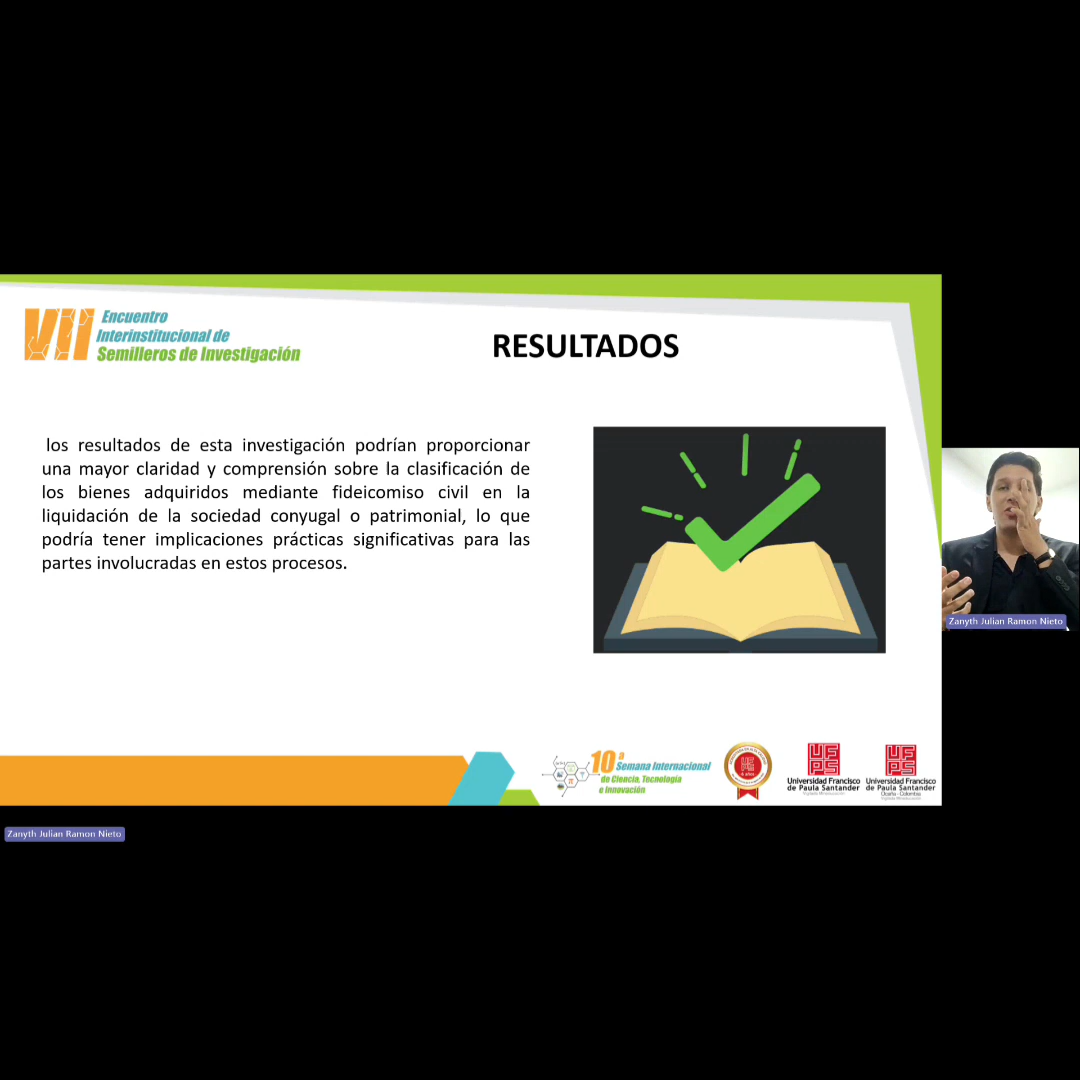 VII
Encuentro
Interinstitucional de
Semilleros de Investigación
RESULTADOS
los resultados de esta investigación podrían proporcionar
una mayor claridad y comprensión sobre la clasificación de
los bienes adquiridos mediante fideicomiso civil en la
liquidación de la sociedad conyugal o patrimonial, lo que
podría tener implicaciones prácticas significativas para las
partes involucradas en estos procesos.
Zanyth Julian Ramon Nieto
10ª
Semana Internacional
de Ciencia, Tecnología
e Innovación
UFPS
Universidad Francisco
de Paula Santander
UFPS
Universidad Francisco
de Paula Santander
Ocaña - Colombia
Zanyth Julian Ramon Nieto